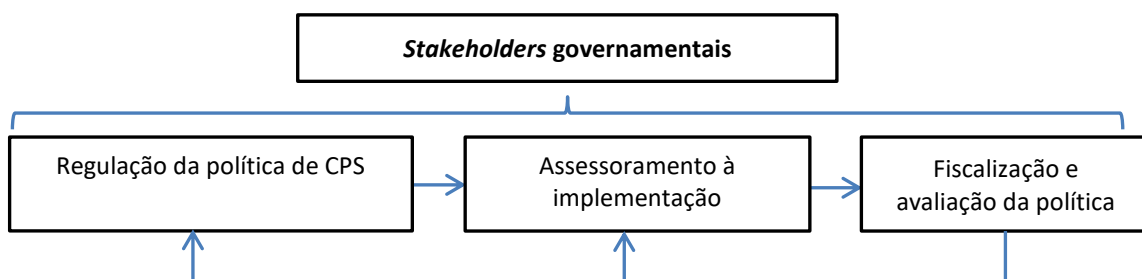 Stakeholders governamentais
Regulação da política de CPS
Assessoramento à
implementação
Fiscalização e
avaliação da política